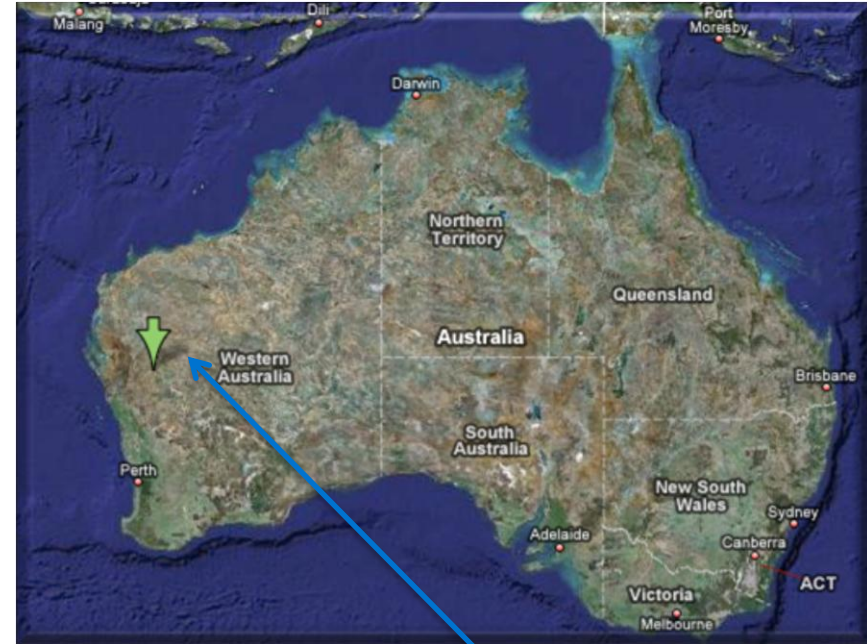 Dili
Malang
Port
Moresby
Darwin
Northern
Territory
Queensland
Australia
Western
Australia
Brisbane
South
Australia
Perth
New South
Wales
Sydney
Adelaide
Canberra
ACT
Victoria
Melbourne